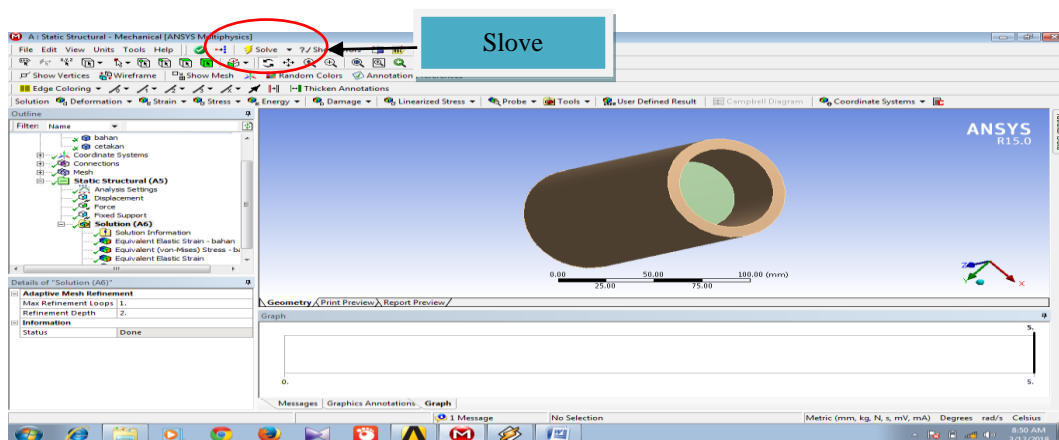 Slove
A : Static Structural - Mechanical [ANSYS Multiphysics]
File Edit View Units Tools Help Solve
Show Vertices Wireframe Show Mesh Random Colors Annotation
Edge Coloring Thicken Annotations
Solution Deformation Strain Stress Energy Damage Linearized Stress Probe Tools User Defined Result Campbell Diagram Coordinate Systems
Outline
Filter: Name
bahan
cetakan
Coordinate Systems
Connections
Mesh
Static Structural (A5)
Analysis Settings
Displacement
Force
Fixed Support
Solution (A6)
Solution Information
Equivalent Elastic Strain - bahan
Equivalent (von-Mises) Stress - ba
Equivalent Elastic Strain
Details of "Solution (A6)"
Adaptive Mesh Refinement
Max Refinement Loops 1.
Refinement Depth 2.
Information
Status Done
ANSYS
R15.0
0.00 50.00 100.00 (mm)
25.00 75.00
Z
Y
X
Geometry Print Preview Report Preview
Graph
5.
0.
5.
Messages Graphics Annotations Graph
1 Message No Selection Metric (mm, kg, N, s, mV, mA) Degrees rad/s Celsius
8:50 AM